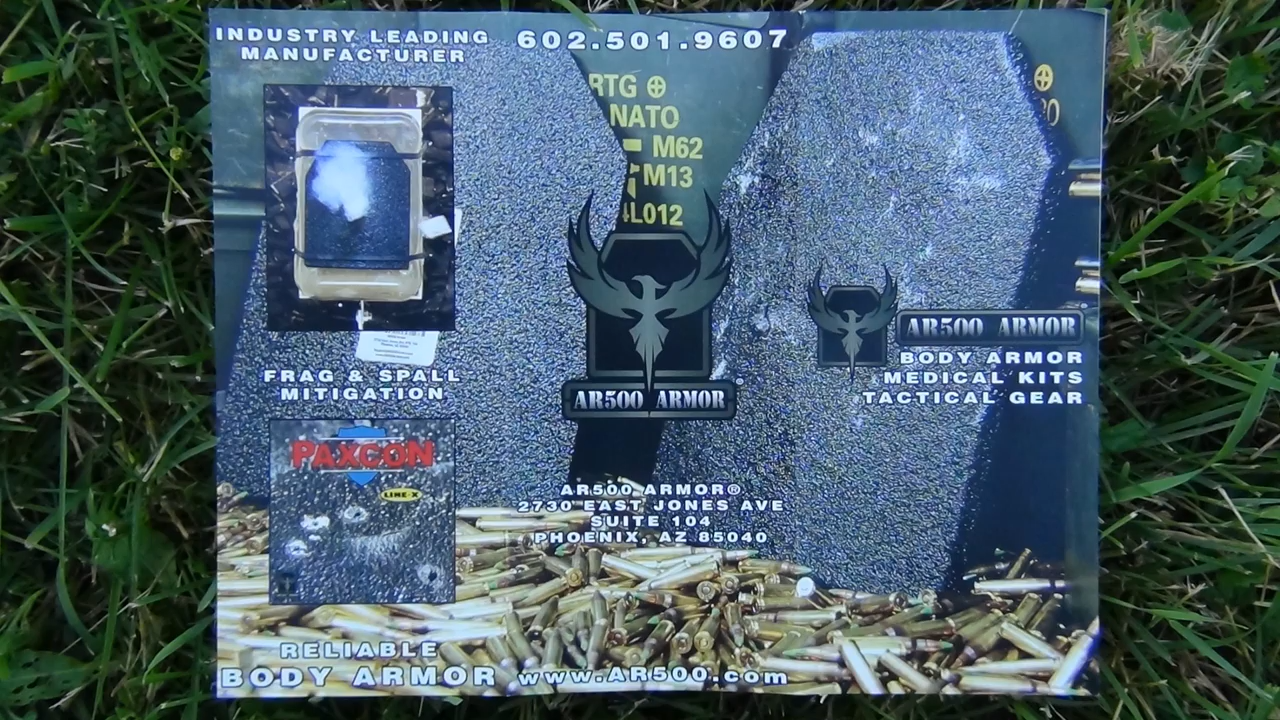 INDUSTRY LEADING
MANUFACTURER
FRAG & SPALL
MITIGATION
PAXCON
LINE-X
RELIABLE
BODY ARMOR
602.501.9607
RTG
NATO
M62
M13
L012
AR500 ARMOR
AR500 ARMOR®
2730 EAST JONES AVE
SUITE 104
PHOENIX, AZ 85040
www.AR500.com
AR500 ARMOR
BODY ARMOR
MEDICAL KITS
TACTICAL GEAR